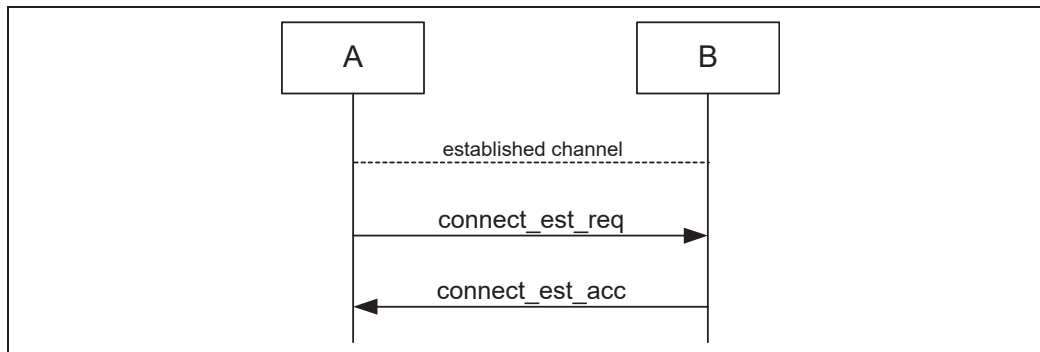 A
B
established channel
connect_est_req
connect_est_acc